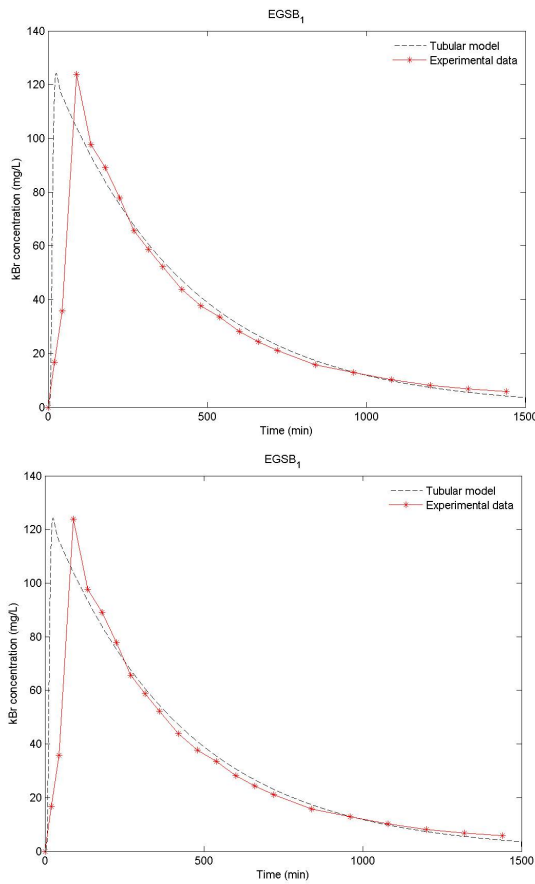 EGSB1
140
120
100
80
60
40
20
0
kBr concentration (mg/L)
Tubular model
Experimental data
0 500 1000 1500
Time (min)
EGSB1
140
120
100
80
60
40
20
0
kBr concentration (mg/L)
Tubular model
Experimental data
0 500 1000 1500
Time (min)